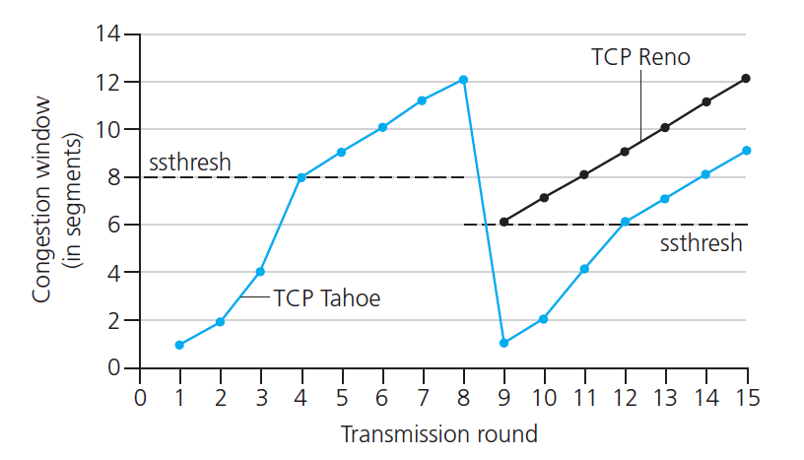 14
TCP Reno
12
10
ssthresh
8
6
ssthresh
4
TCP Tahoe
2
0
Congestion window
(in segments)
0 1 2 3 4 5 6 7 8 9 10 11 12 13 14 15
Transmission round